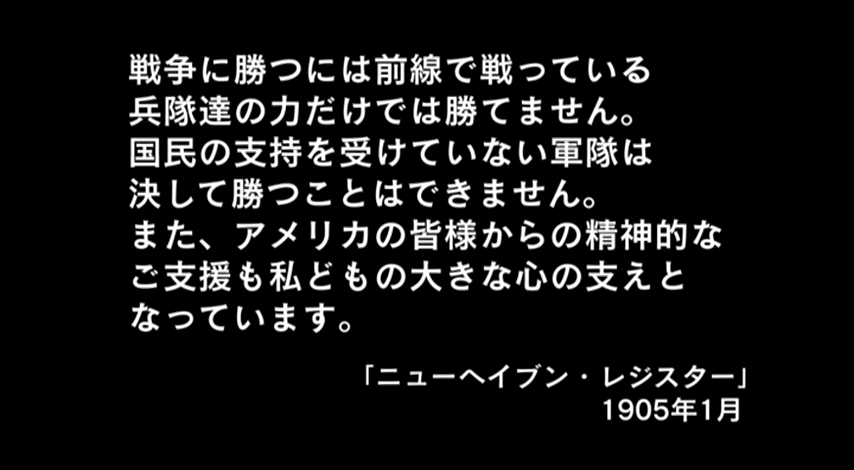 戦争に勝つには前線で戦っている
兵隊達の力だけでは勝てません。
国民の支持を受けていない軍隊は
決して勝つことはできません。
また、アメリカの皆様からの精神的な
ご支援も私どもの大きな心の支えと
なっています。
「ニューヘイブン・レジスター」
1905年1月